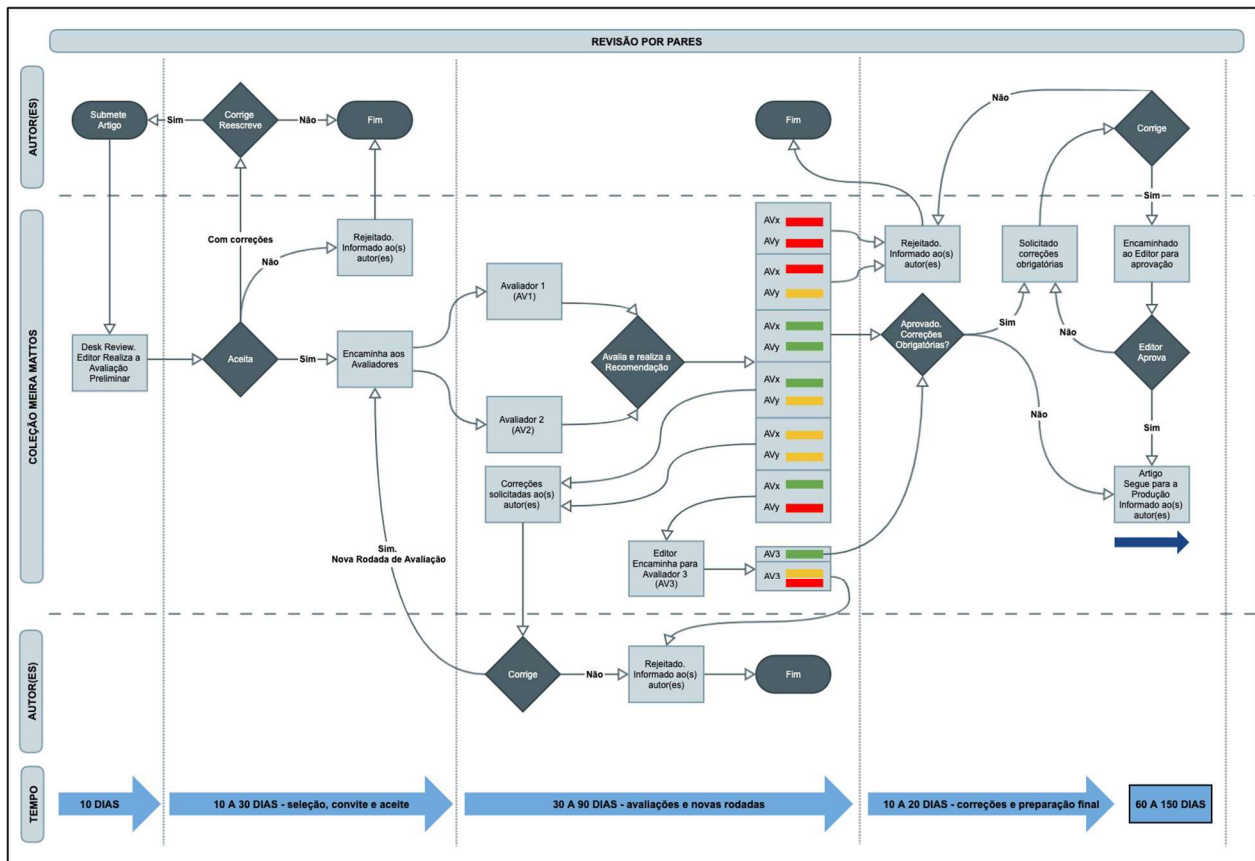 REVISÃO POR PARES
AUTOR(ES)
Submete
Artigo
Sim
Corrige
Reescreve
Não
Fim
Fim
Não
Corrige
Sim
COLEÇÃO MEIRA MATTOS
Com correções
Não
Rejeitado.
Informado ao(s)
autor(es)
Desk Review.
Editor Realiza a
Avaliação
Preliminar
Aceita
Sim
Encaminha aos
Avaliadores
Avaliador 1
(AV1)
Avaliador 2
(AV2)
Avalia e realiza a
Recomendação
Correções
solicitadas ao(s)
autor(es)
AVx
AVy
AVx
AVy
AVx
AVy
AVx
AVy
AVx
AVy
AVx
AVy
Editor
Encaminha para
Avaliador 3
(AV3)
AV3
AV3
Rejeitado.
Informado ao(s)
autor(es)
Aprovado.
Correções
Obrigatórias?
Sim
Não
Solicitado
correções
obrigatórias
Encaminhado
ao Editor para
aprovação
Não
Editor
Aprova
Sim
Artigo
Segue para a
Produção
Informado ao(s)
autor(es)
Sim.
Nova Rodada de Avaliação
AUTOR(ES)
Corrige
Não
Rejeitado.
Informado ao(s)
autor(es)
Fim
TEMPO
10 DIAS
10 A 30 DIAS - seleção, convite e aceite
30 A 90 DIAS - avaliações e novas rodadas
10 A 20 DIAS - correções e preparação final
60 A 150 DIAS